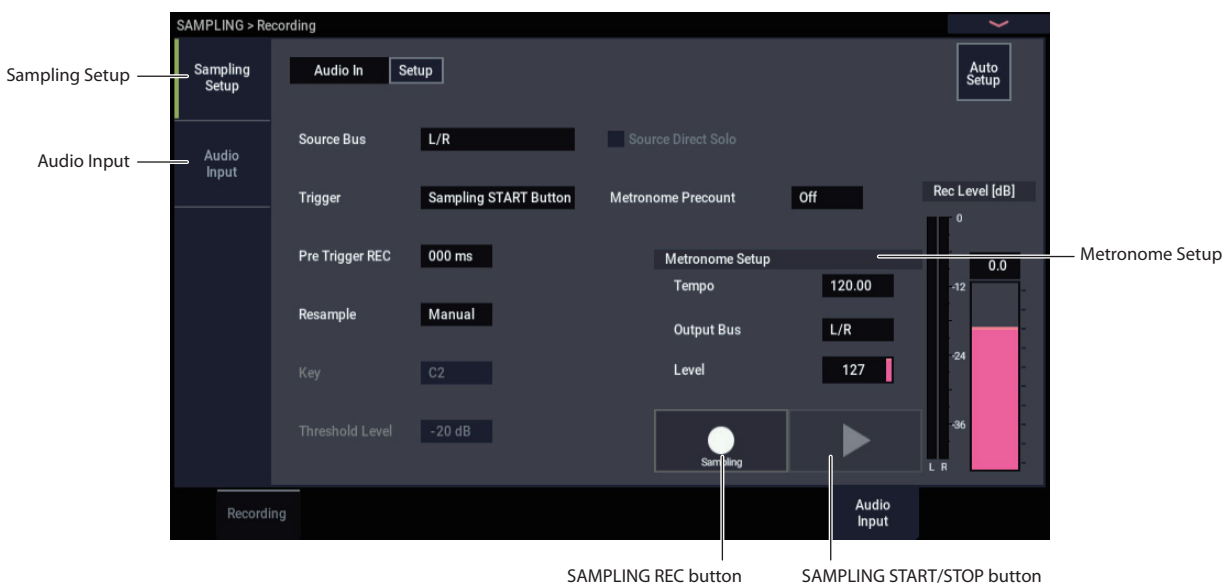 SAMPLING > Recording
Sampling Setup
Sampling
Setup
Audio In
Setup
Auto
Setup
Source Bus
L/R
Source Direct Solo
Audio Input
Audio
Input
Trigger
Sampling START Button
Metronome Precount
Off
Rec Level [dB]
0
Pre Trigger REC
000 ms
Metronome Setup
0.0
Metronome Setup
Tempo
120.00
-12
Resample
Manual
Output Bus
L/R
-24
Key
C2
Level
127
Threshold Level
-20 dB
-36
Sampling
L R
Recording
Audio
Input
SAMPLING REC button
SAMPLING START/STOP button